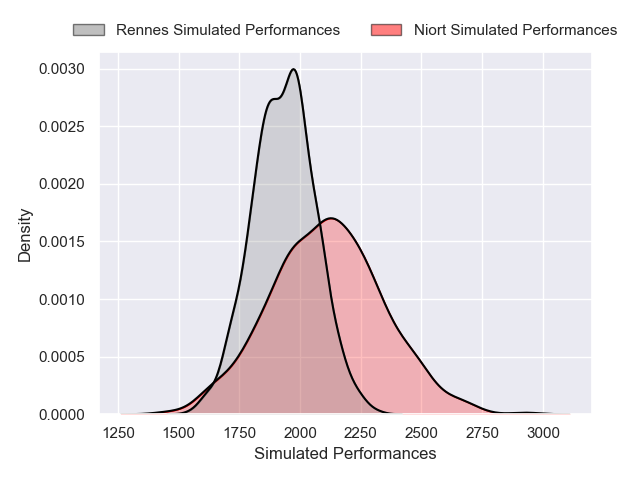 Rennes Simulated Performances
Niort Simulated Performances
0.0030
0.0025
0.0020
0.0015
0.0010
0.0005
0.0000
Density
1250 1500 1750 2000 2250 2500 2750 3000
Simulated Performances